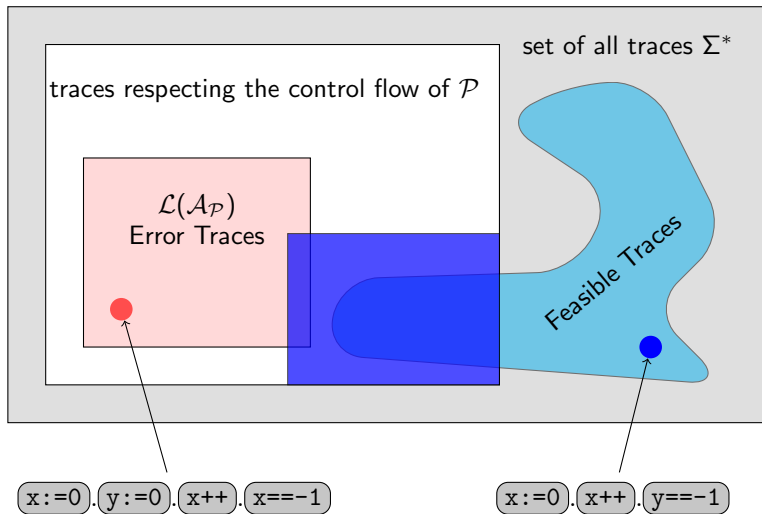 set of all traces Σ*
traces respecting the control flow of 𝒫
ℒ(𝒜_𝒫)
Error Traces
Feasible Traces
x:=0.y:=0.x++.x==-1
x:=0.x++.y==-1